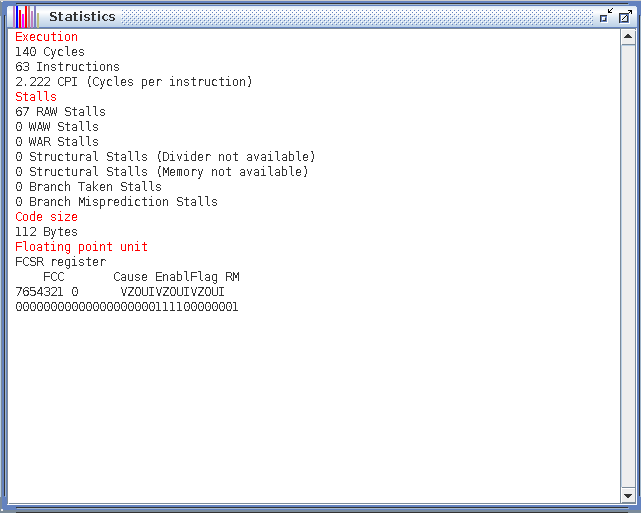 Statistics
Execution
140 Cycles
63 Instructions
2.222 CPI (Cycles per instruction)
Stalls
67 RAW Stalls
0 WAW Stalls
0 WAR Stalls
0 Structural Stalls (Divider not available)
0 Structural Stalls (Memory not available)
0 Branch Taken Stalls
0 Branch Misprediction Stalls
Code size
112 Bytes
Floating point unit
FCSR register
FCC Cause EnablFlag RM
7654321 0 VZOUIVZOUIVZOUI
00000000000000000000111100000001